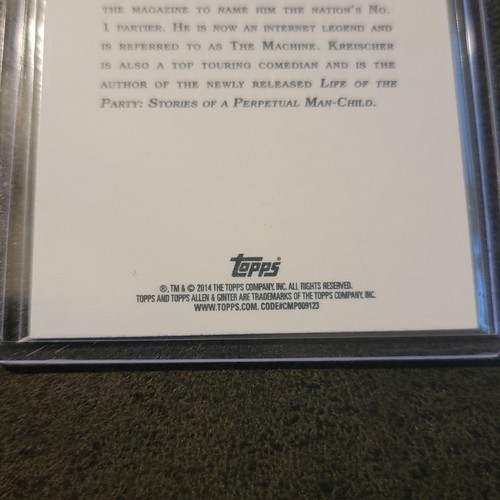 THE MAGAZINE TO NAME HIM THE NATION'S NO.
1 PARTIER. HE IS NOW AN INTERNET LEGEND AND
IS REFERRED TO AS THE MACHINE. KREISCHER
IS ALSO A TOP TOURING COMEDIAN AND IS THE
AUTHOR OF THE NEWLY RELEASED LIFE OF THE
PARTY: STORIES OF A PERPETUAL MAN-CHILD.
topps
®, TM & © 2014 THE TOPPS COMPANY, INC. ALL RIGHTS RESERVED.
TOPPS AND TOPPS ALLEN & GINTER ARE TRADEMARKS OF THE TOPPS COMPANY, INC.
WWW.TOPPS.COM. CODE#CMP009123